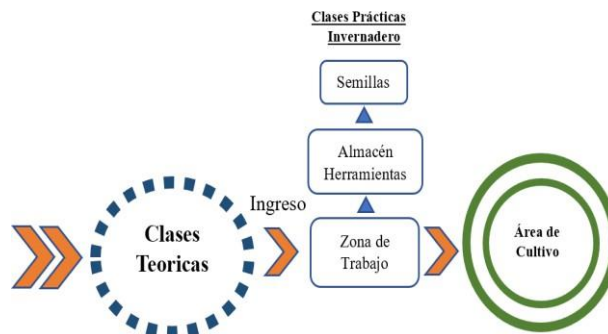 Clases Prácticas
Invernadero
Semillas
Almacén
Herramientas
Ingreso
Clases
Teoricas
Zona de
Trabajo
Área de
Cultivo